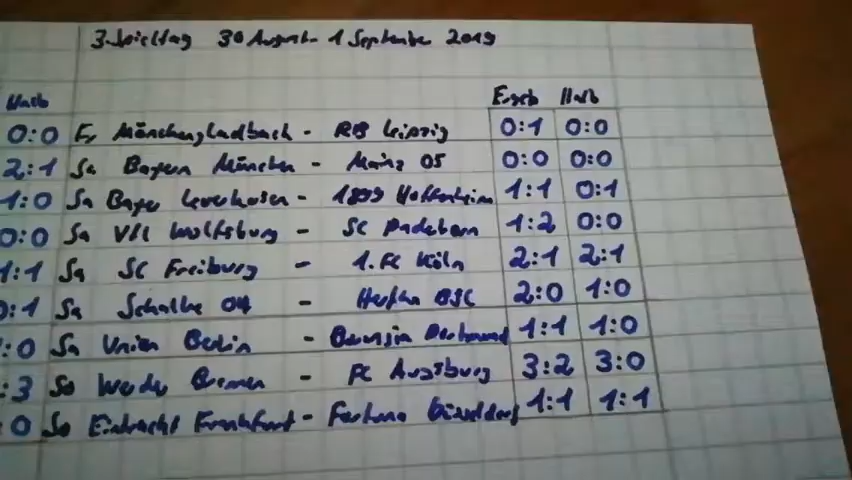 3.Spieltag 30 August - 1 September 2019
Halb Ergb Halb
0:0 Fr Mönchengladbach - RB Leipzig 0:1 0:0
2:1 Sa Bayern München - Mainz 05 0:0 0:0
1:0 Sa Bayer Leverkusen - 1899 Hoffenheim 1:1 0:1
0:0 Sa VfL Wolfsburg - SC Paderborn 1:2 0:0
1:1 Sa SC Freiburg - 1.FC Köln 2:1 2:1
0:1 Sa Schalke 04 - Hertha BSC 2:0 1:0
:0 Sa Union Berlin - Borussia Dortmund 1:1 1:0
:3 So Werder Bremen - FC Augsburg 3:2 3:0
0 So Eintracht Frankfurt - Fortuna Düsseldorf 1:1 1:1